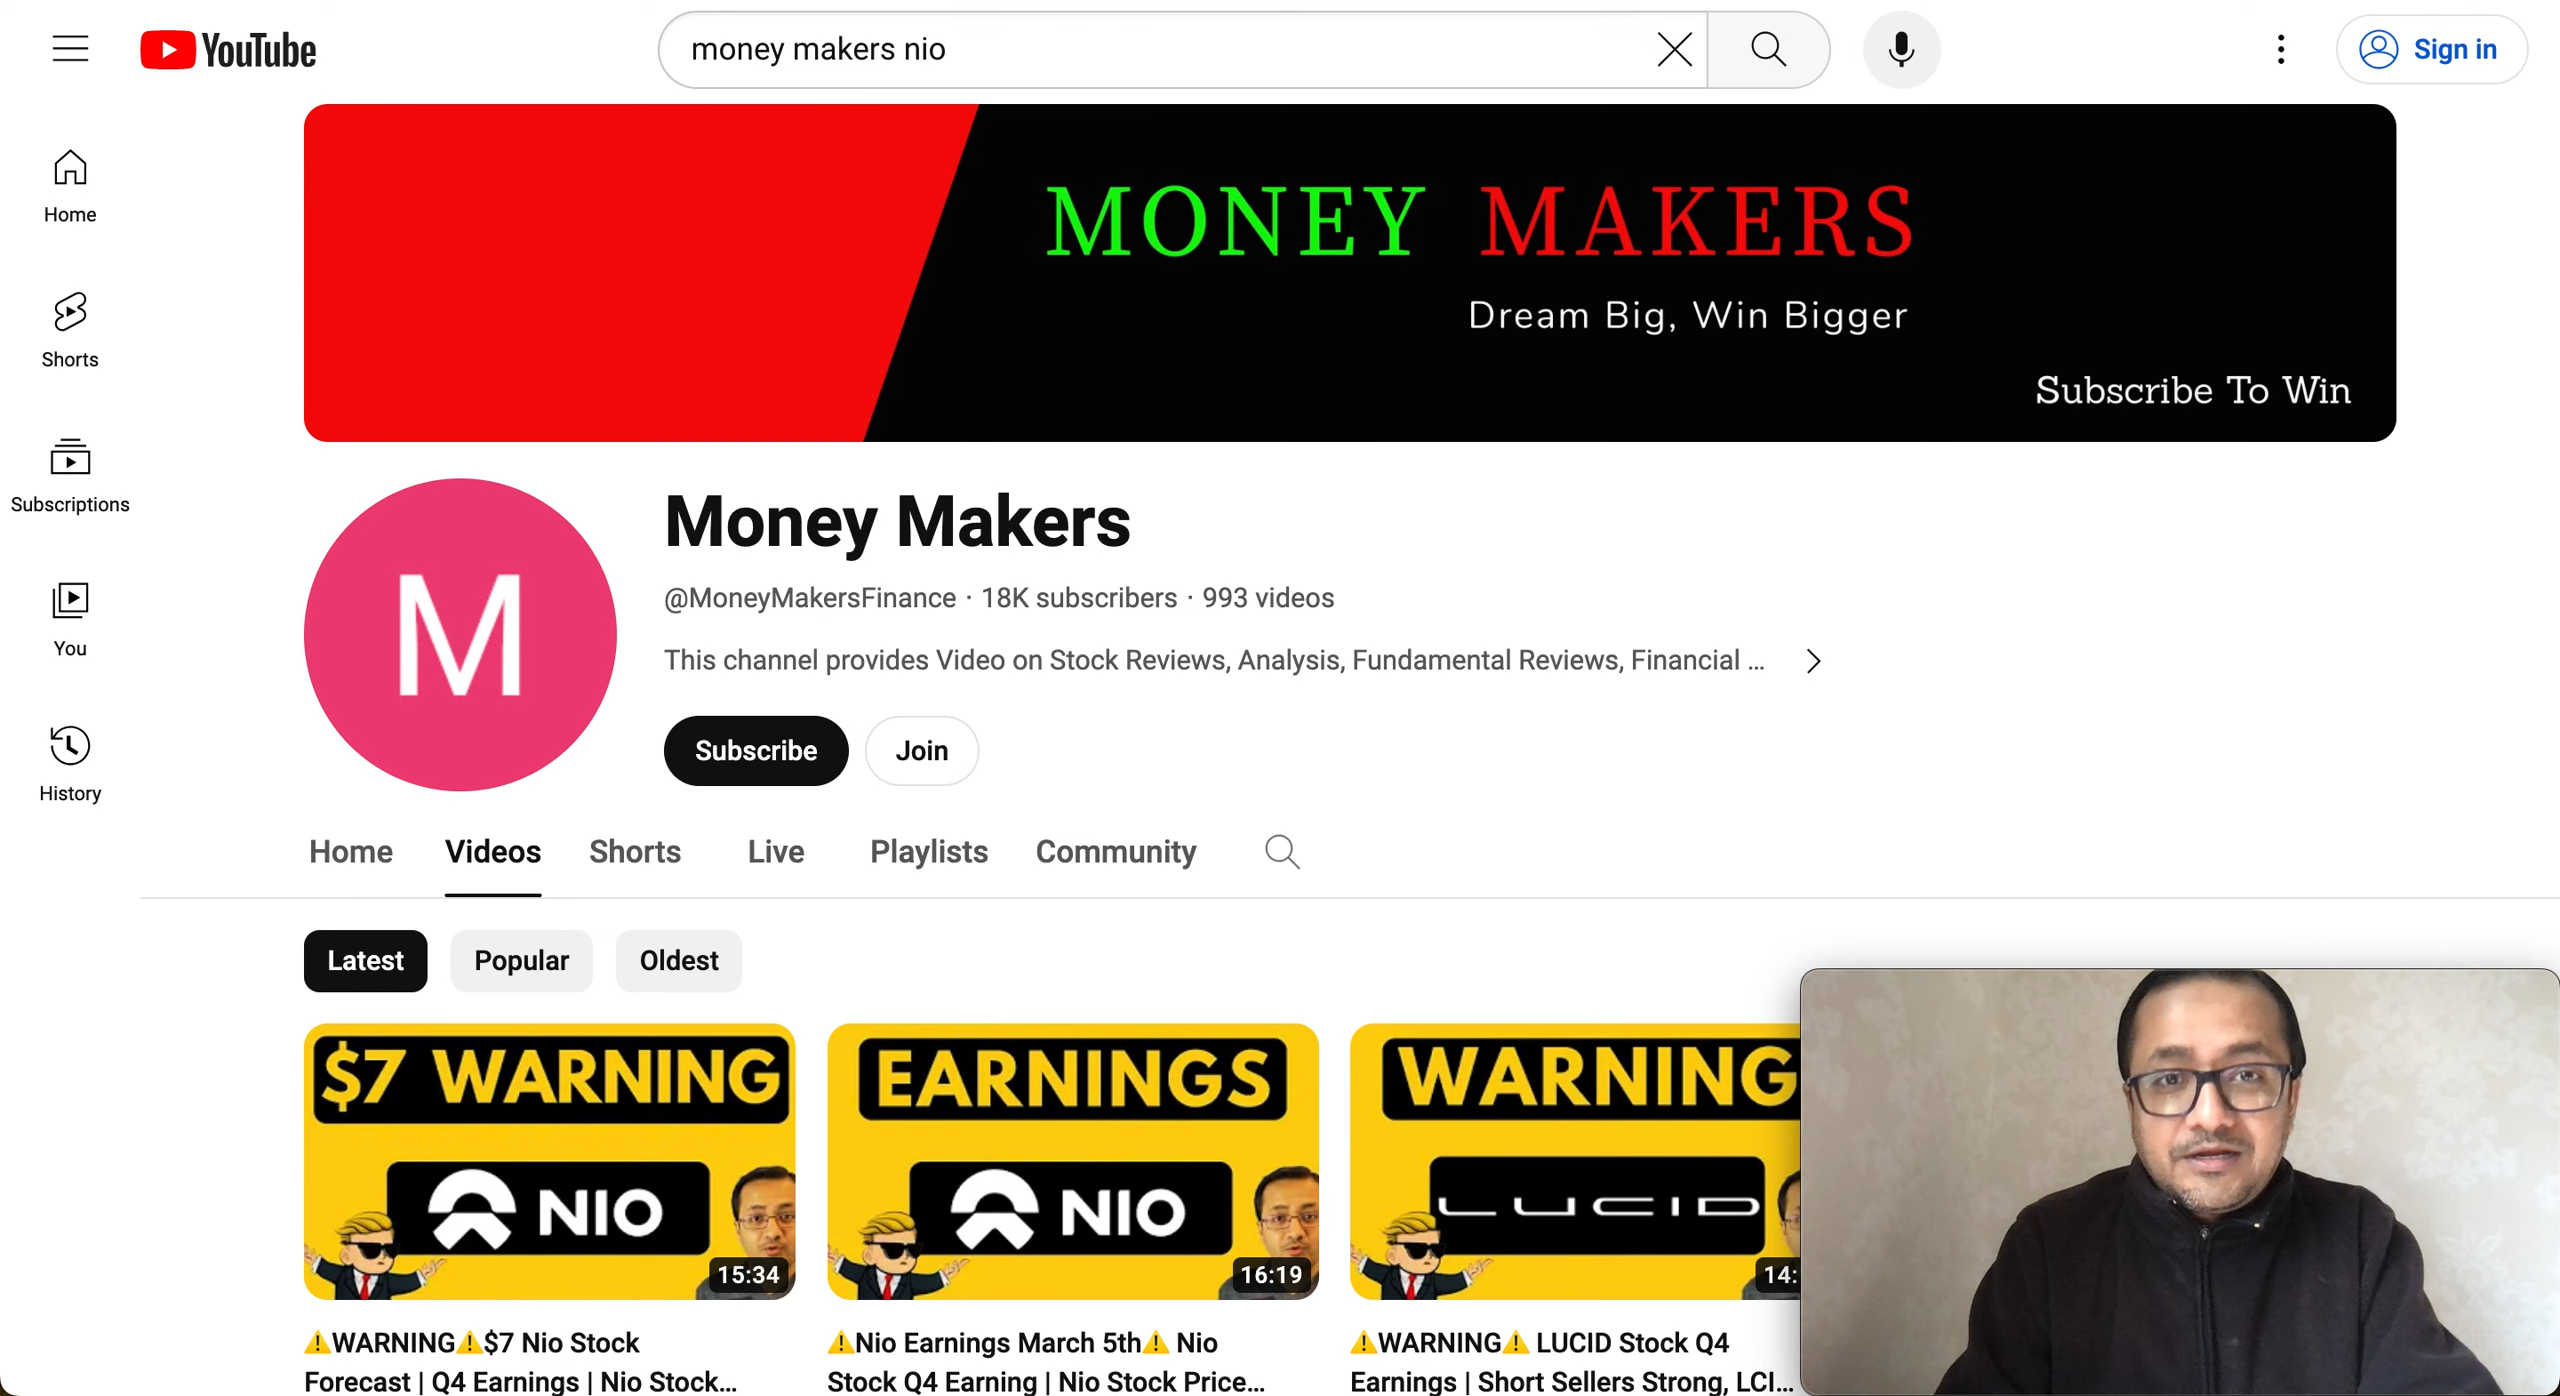 YouTube
money makers nio
Sign in
Home
Shorts
Subscriptions
You
History
MONEY MAKERS
Dream Big, Win Bigger
Subscribe To Win
M
Money Makers
@MoneyMakersFinance · 18K subscribers · 993 videos
This channel provides Video on Stock Reviews, Analysis, Fundamental Reviews, Financial ...
Subscribe Join
Home Videos Shorts Live Playlists Community
Latest Popular Oldest
$7 WARNING
NIO
15:34
⚠WARNING⚠$7 Nio Stock
Forecast | Q4 Earnings | Nio Stock...
EARNINGS
NIO
16:19
⚠Nio Earnings March 5th⚠ Nio
Stock Q4 Earning | Nio Stock Price...
WARNING
LUCID
14:
⚠WARNING⚠ LUCID Stock Q4
Earnings | Short Sellers Strong, LCI...